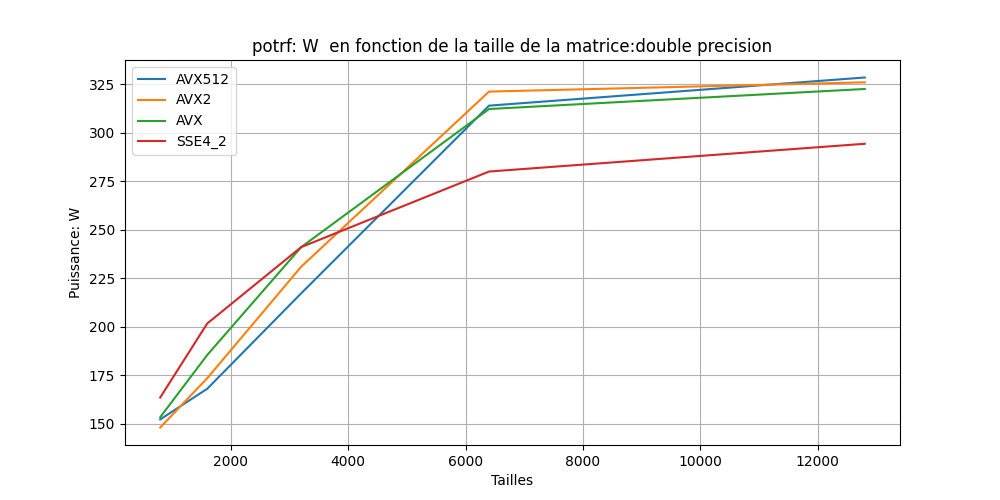 potrf: W  en fonction de la taille de la matrice:double precision
AVX512
AVX2
AVX
SSE4_2
325
300
275
250
225
200
175
150
Puissance: W
2000 4000 6000 8000 10000 12000
Tailles